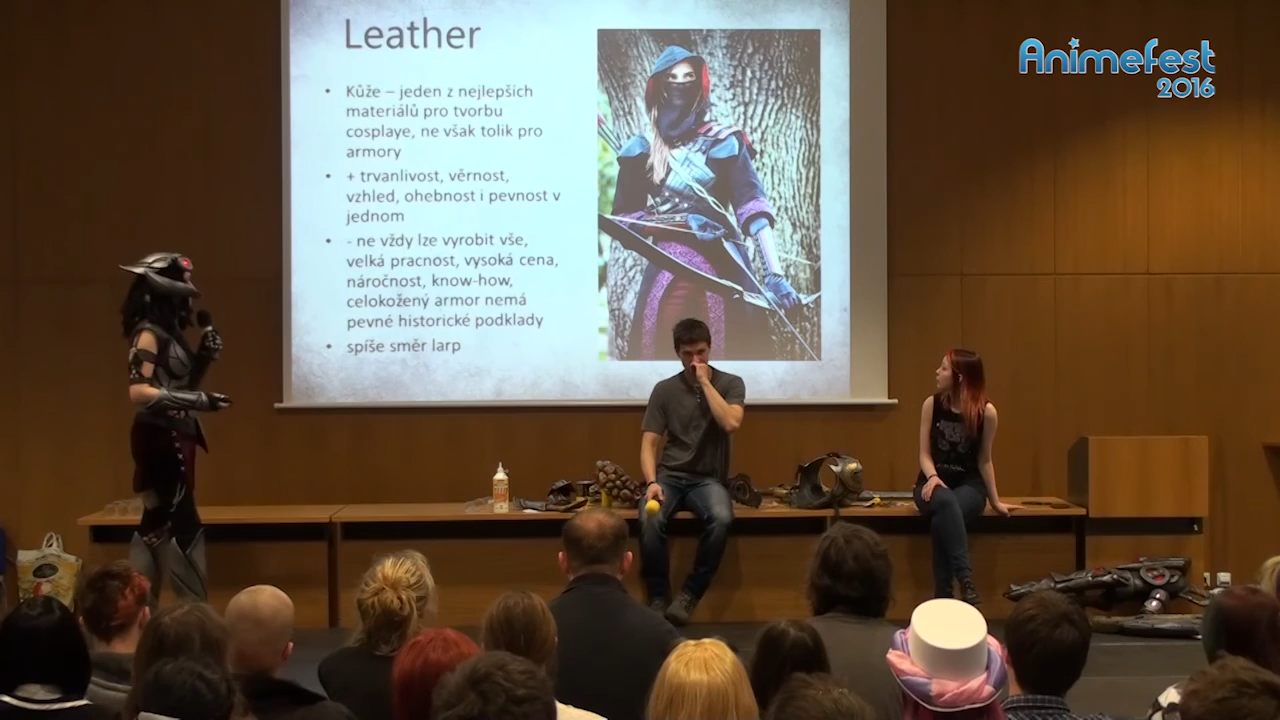 Leather
• Kůže – jeden z nejlepších
materiálů pro tvorbu
cosplaye, ne však tolik pro
armory
• + trvanlivost, věrnost,
vzhled, ohebnost i pevnost v
jednom
• - ne vždy lze vyrobit vše,
velká pracnost, vysoká cena,
náročnost, know-how,
celokožený armor nemá
pevné historické podklady
• spíše směr larp
AnimeFest
2016